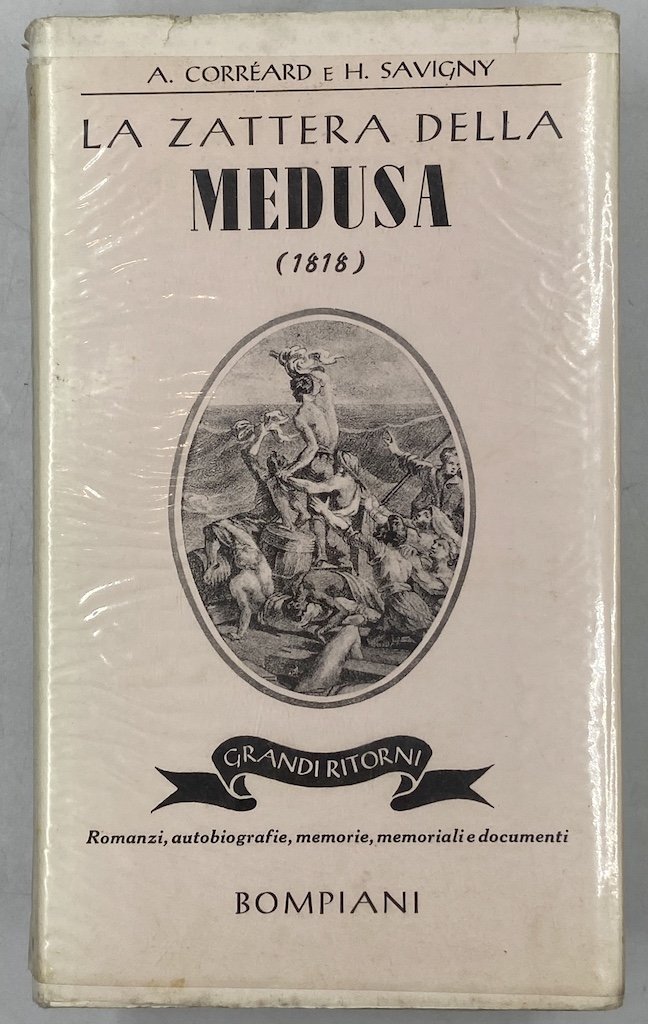 A. CORRÉARD E H. SAVIGNY
LA ZATTERA DELLA
MEDUSA
(1818)
GRANDI RITORNI
Romanzi, autobiografie, memorie, memoriali e documenti
BOMPIANI